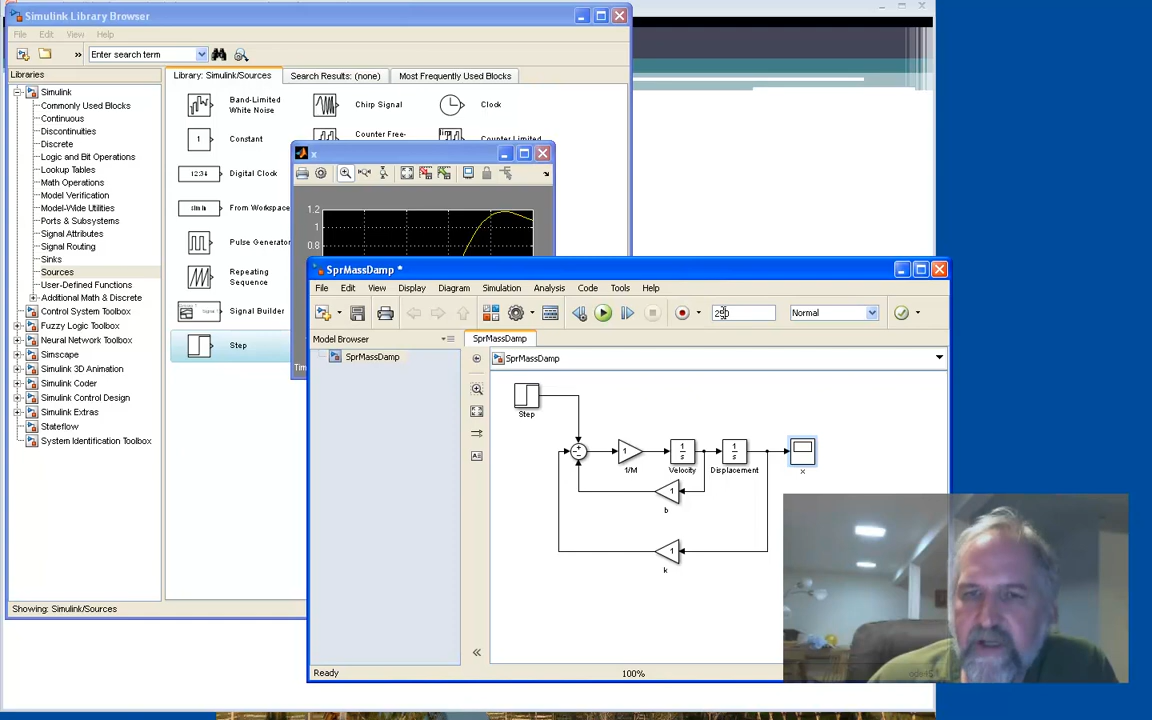 Simulink Library Browser
File Edit View Help
» Enter search term
Libraries
Library: Simulink/Sources Search Results: (none) Most Frequently Used Blocks
Simulink
Commonly Used Blocks
Continuous
Discontinuities
Discrete
Logic and Bit Operations
Lookup Tables
Math Operations
Model Verification
Model-Wide Utilities
Ports & Subsystems
Signal Attributes
Signal Routing
Sinks
Sources
User-Defined Functions
Additional Math & Discrete
Control System Toolbox
Fuzzy Logic Toolbox
Neural Network Toolbox
Simscape
Simulink 3D Animation
Simulink Coder
Simulink Control Design
Simulink Extras
Stateflow
System Identification Toolbox
Showing: Simulink/Sources
Band-Limited
White Noise
Chirp Signal
Clock
1
Constant
Counter Free-
Counter Limited
12:34
Digital Clock
From Workspace
Pulse Generator
Repeating
Sequence
Signal Builder
Step
x
1.2
1
0.8
SprMassDamp *
File Edit View Display Diagram Simulation Analysis Code Tools Help
Normal
Model Browser
SprMassDamp
SprMassDamp
SprMassDamp
Step
1
1/M
1
s
Velocity
1
s
Displacement
x
1
b
1
k
Ready
100%